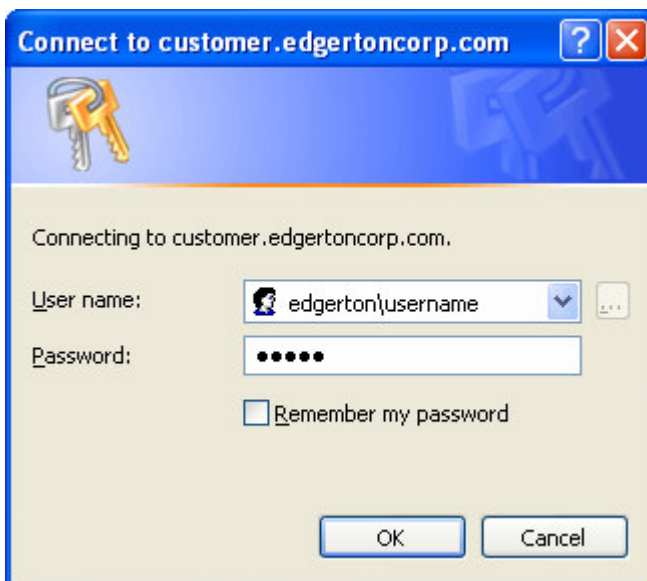 Connect to customer.edgertoncorp.com
Connecting to customer.edgertoncorp.com.
User name: edgerton\username
Password: •••••
Remember my password
OK Cancel